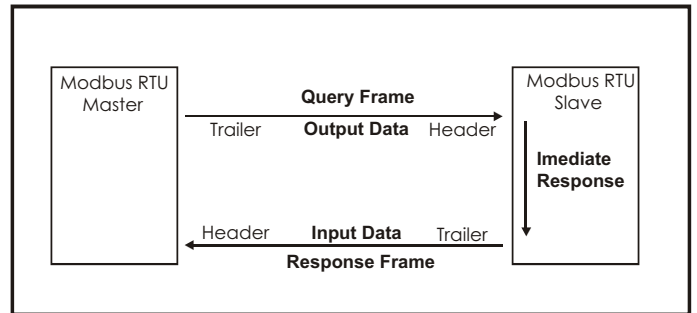 Modbus RTU
Master
Query Frame
Trailer Output Data Header
Modbus RTU
Slave
Imediate
Response
Header Input Data Trailer
Response Frame